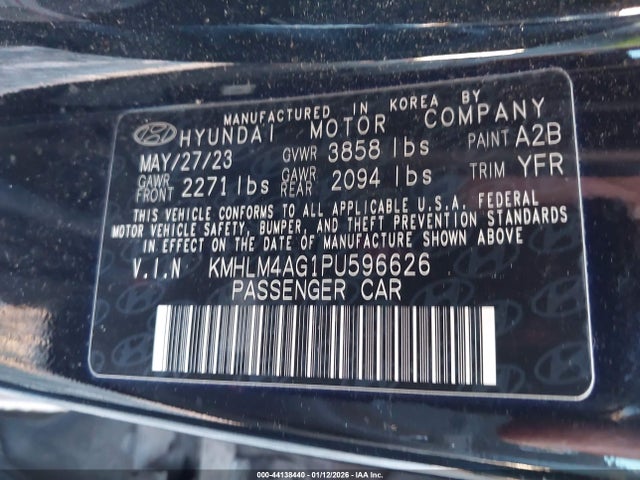 MANUFACTURED IN KOREA BY
HYUNDAI MOTOR COMPANY
MAY/27/23 GVWR 3858 lbs PAINT A2B
GAWR FRONT 2271 lbs GAWR REAR 2094 lbs TRIM YFR
THIS VEHICLE CONFORMS TO ALL APPLICABLE U.S.A. FEDERAL
MOTOR VEHICLE SAFETY, BUMPER, AND THEFT PREVENTION STANDARDS
IN EFFECT ON THE DATE OF MANUFACTURE SHOWN ABOVE.
V.I.N KMHLM4AG1PU596626
PASSENGER CAR
000-44138440 - 01/12/2026 - IAA Inc.